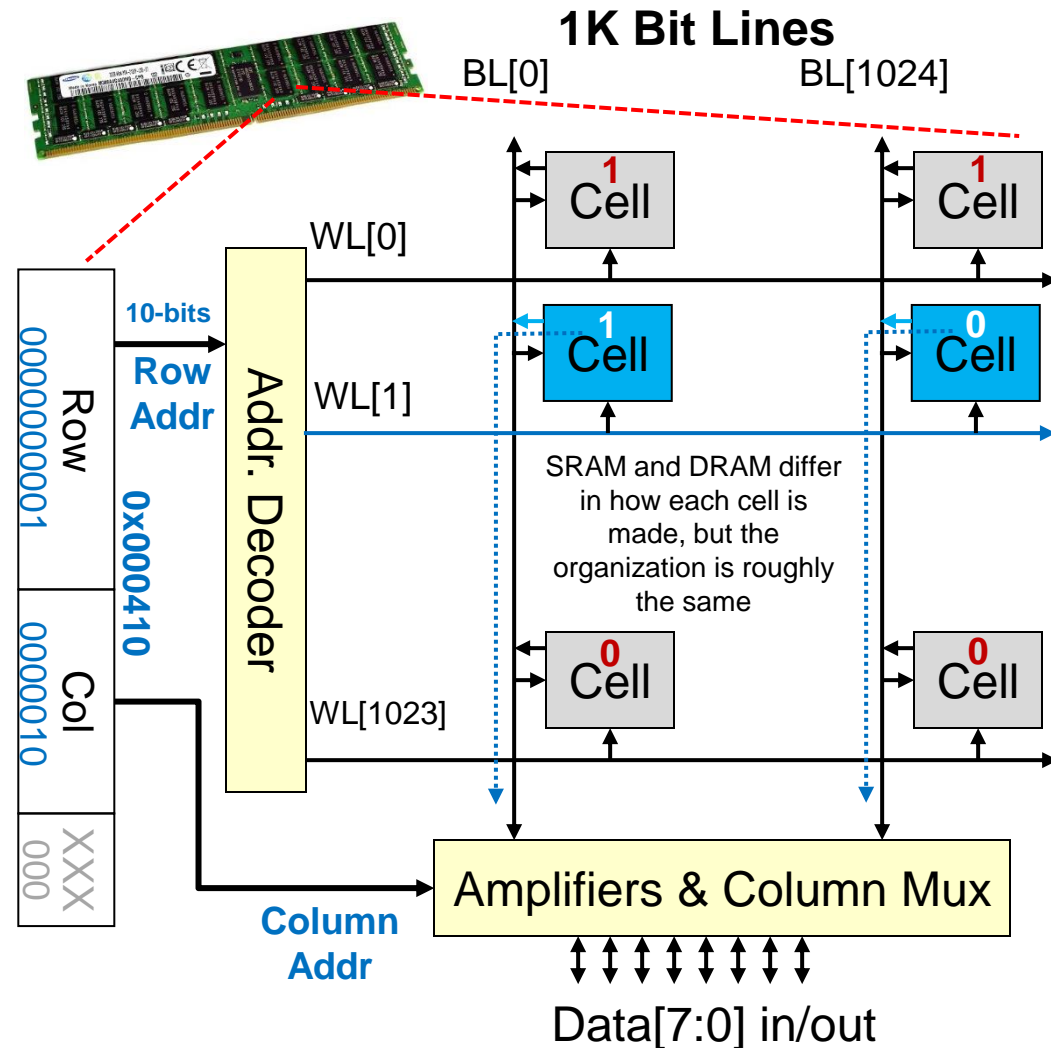 1K Bit Lines
BL[0]
BL[1024]
1
Cell
1
Cell
WL[0]
10-bits
Row
Addr
Row
0000000001
0x000410
Addr. Decoder
1
Cell
0
Cell
WL[1]
SRAM and DRAM differ
in how each cell is
made, but the
organization is roughly
the same
0
Cell
0
Cell
WL[1023]
Col
0000010
XXX
000
Column
Addr
Amplifiers & Column Mux
Data[7:0] in/out